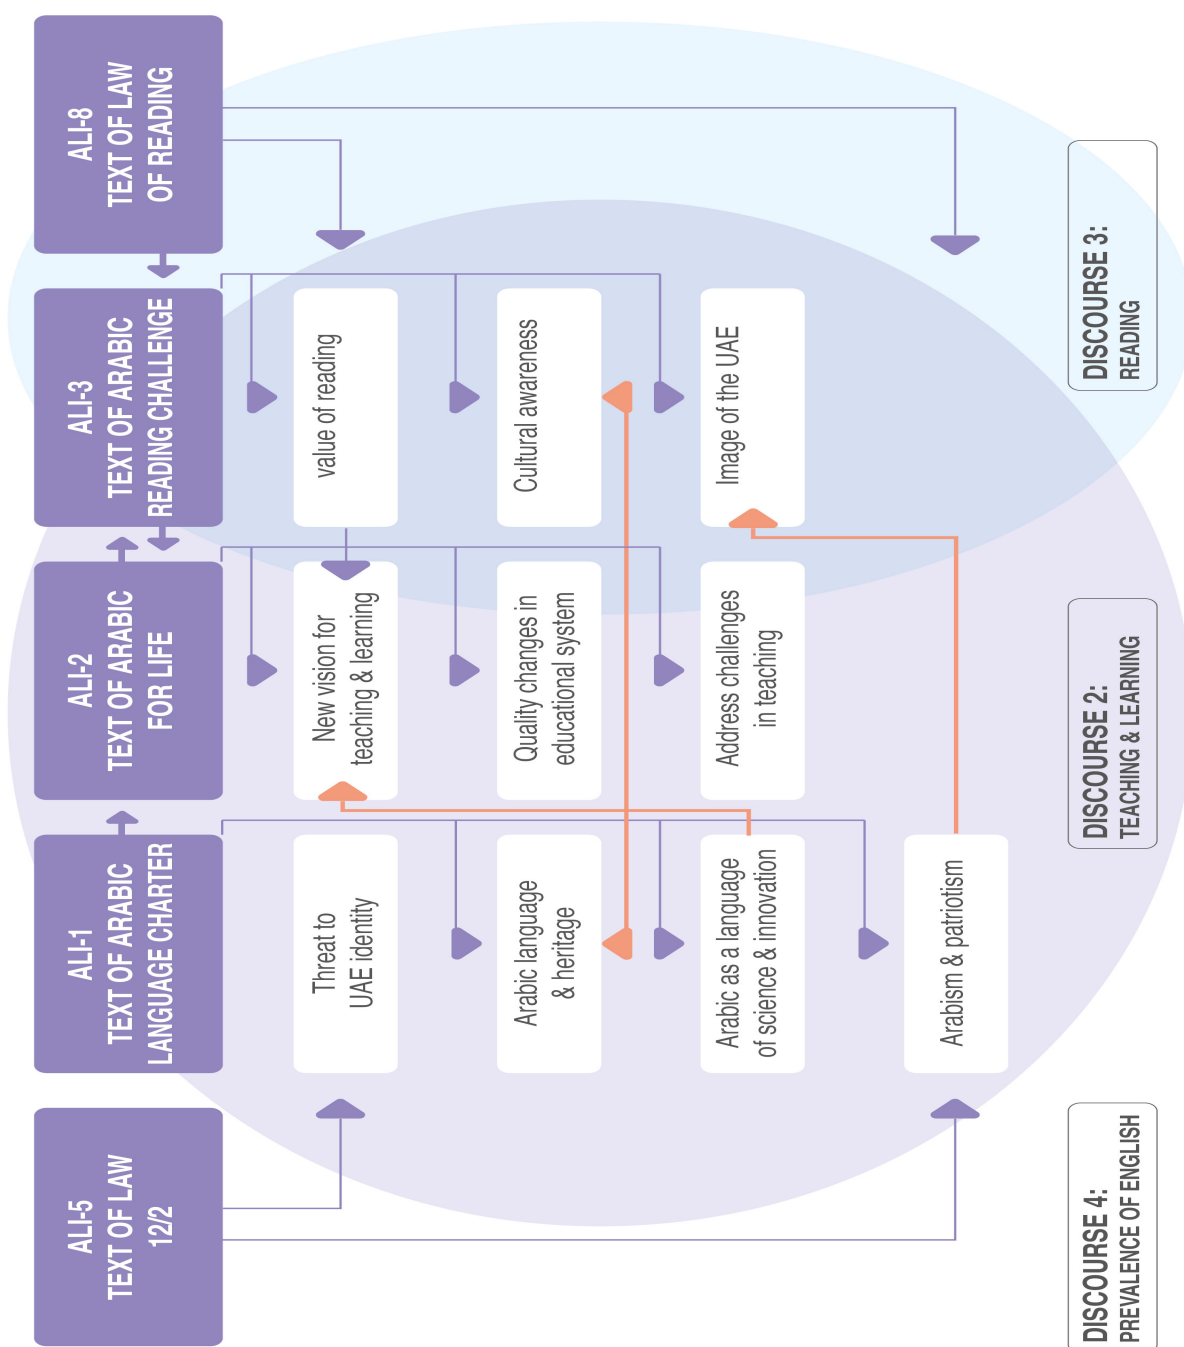 ALI-5
TEXT OF LAW
12/2
ALI-1
TEXT OF ARABIC
LANGUAGE CHARTER
ALI-2
TEXT OF ARABIC
FOR LIFE
ALI-3
TEXT OF ARABIC
READING CHALLENGE
ALI-8
TEXT OF LAW
OF READING
Threat to
UAE identity
New vision for
teaching & learning
value of reading
Arabic language
& heritage
Quality changes in
educational system
Cultural awareness
Arabic as a language
of science & innovation
Address challenges
in teaching
Image of the UAE
Arabism & patriotism
DISCOURSE 4:
PREVALENCE OF ENGLISH
DISCOURSE 2:
TEACHING & LEARNING
DISCOURSE 3:
READING